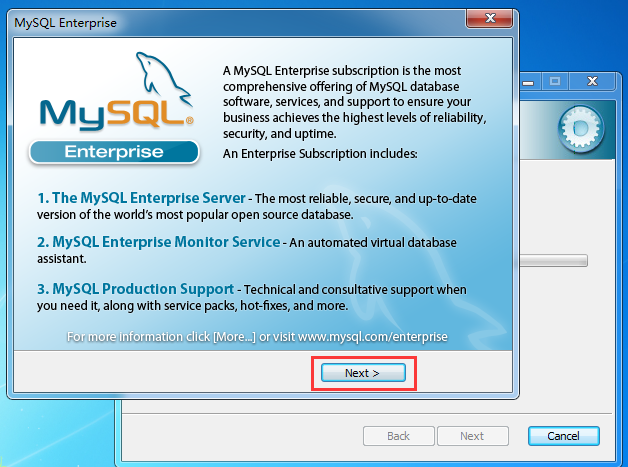 MySQL Enterprise
MySQL®
Enterprise
A MySQL Enterprise subscription is the most
comprehensive offering of MySQL database
software, services, and support to ensure your
business achieves the highest levels of reliability,
security, and uptime.
An Enterprise Subscription includes:
1. The MySQL Enterprise Server - The most reliable, secure, and up-to-date
version of the world's most popular open source database.
2. MySQL Enterprise Monitor Service - An automated virtual database
assistant.
3. MySQL Production Support - Technical and consultative support when
you need it, along with service packs, hot-fixes, and more.
For more information click [More...] or visit www.mysql.com/enterprise
Next >
Back
Next
Cancel